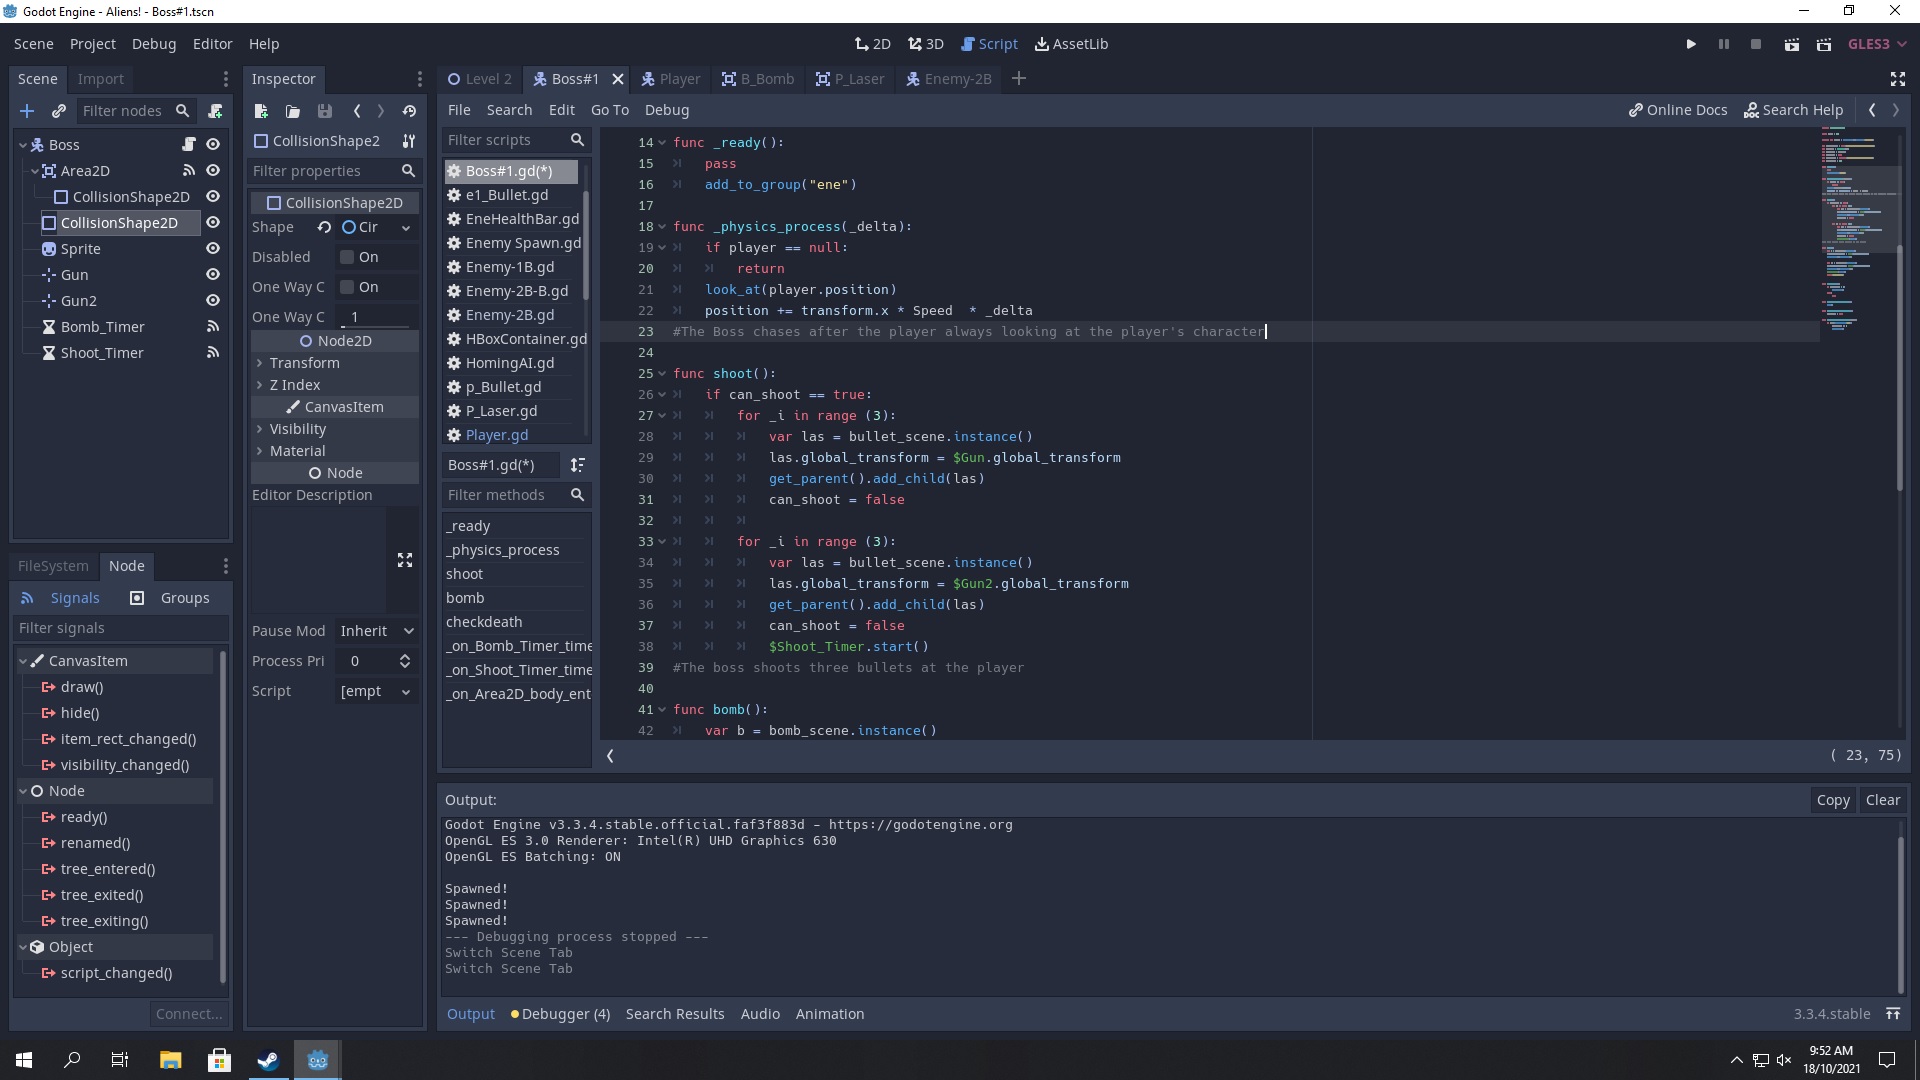 Godot Engine - Aliens! - Boss#1.tscn
Scene Project Debug Editor Help
2D 3D Script AssetLib
GLES3
Scene Import
Filter nodes
Boss
Area2D
CollisionShape2D
CollisionShape2D
Sprite
Gun
Gun2
Bomb_Timer
Shoot_Timer
FileSystem Node
Signals Groups
Filter signals
CanvasItem
draw()
hide()
item_rect_changed()
visibility_changed()
Node
ready()
renamed()
tree_entered()
tree_exited()
tree_exiting()
Object
script_changed()
Connect...
Inspector
CollisionShape2
Filter properties
CollisionShape2D
Shape Cir
Disabled On
One Way C On
One Way C 1
Node2D
Transform
Z Index
CanvasItem
Visibility
Material
Node
Editor Description
Pause Mod Inherit
Process Pri 0
Script [empt
Level 2 Boss#1 Player B_Bomb P_Laser Enemy-2B
File Search Edit Go To Debug
Online Docs Search Help
Filter scripts
Boss#1.gd(*)
e1_Bullet.gd
EneHealthBar.gd
Enemy Spawn.gd
Enemy-1B.gd
Enemy-2B-B.gd
Enemy-2B.gd
HBoxContainer.gd
HomingAI.gd
p_Bullet.gd
P_Laser.gd
Player.gd
Boss#1.gd(*)
Filter methods
_ready
_physics_process
shoot
bomb
checkdeath
_on_Bomb_Timer_time
_on_Shoot_Timer_time
_on_Area2D_body_ent
14 func _ready():
15 pass
16 add_to_group("ene")
17
18 func _physics_process(_delta):
19 if player == null:
20 return
21 look_at(player.position)
22 position += transform.x * Speed  * _delta
23 #The Boss chases after the player always looking at the player's character
24
25 func shoot():
26 if can_shoot == true:
27 for _i in range (3):
28 var las = bullet_scene.instance()
29 las.global_transform = $Gun.global_transform
30 get_parent().add_child(las)
31 can_shoot = false
32
33 for _i in range (3):
34 var las = bullet_scene.instance()
35 las.global_transform = $Gun2.global_transform
36 get_parent().add_child(las)
37 can_shoot = false
38 $Shoot_Timer.start()
39 #The boss shoots three bullets at the player
40
41 func bomb():
42 var b = bomb_scene.instance()
( 23, 75)
Output:
Copy Clear
Godot Engine v3.3.4.stable.official.faf3f883d - https://godotengine.org
OpenGL ES 3.0 Renderer: Intel(R) UHD Graphics 630
OpenGL ES Batching: ON
Spawned!
Spawned!
Spawned!
--- Debugging process stopped ---
Switch Scene Tab
Switch Scene Tab
Output Debugger (4) Search Results Audio Animation
3.3.4.stable
9:52 AM
18/10/2021